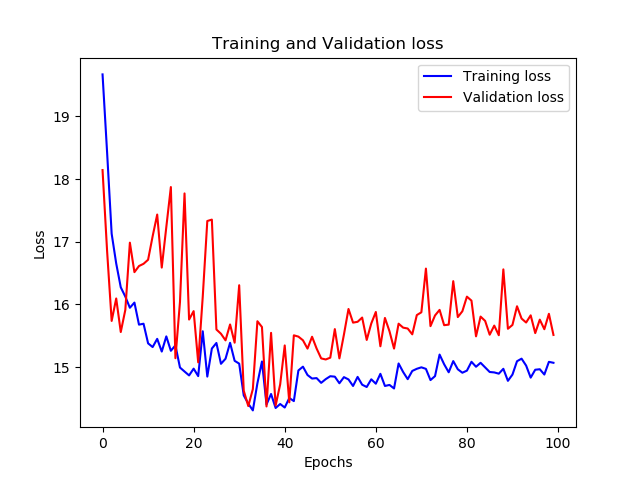 Training and Validation loss
Training loss
Validation loss
Loss
19
18
17
16
15
0 20 40 60 80 100
Epochs